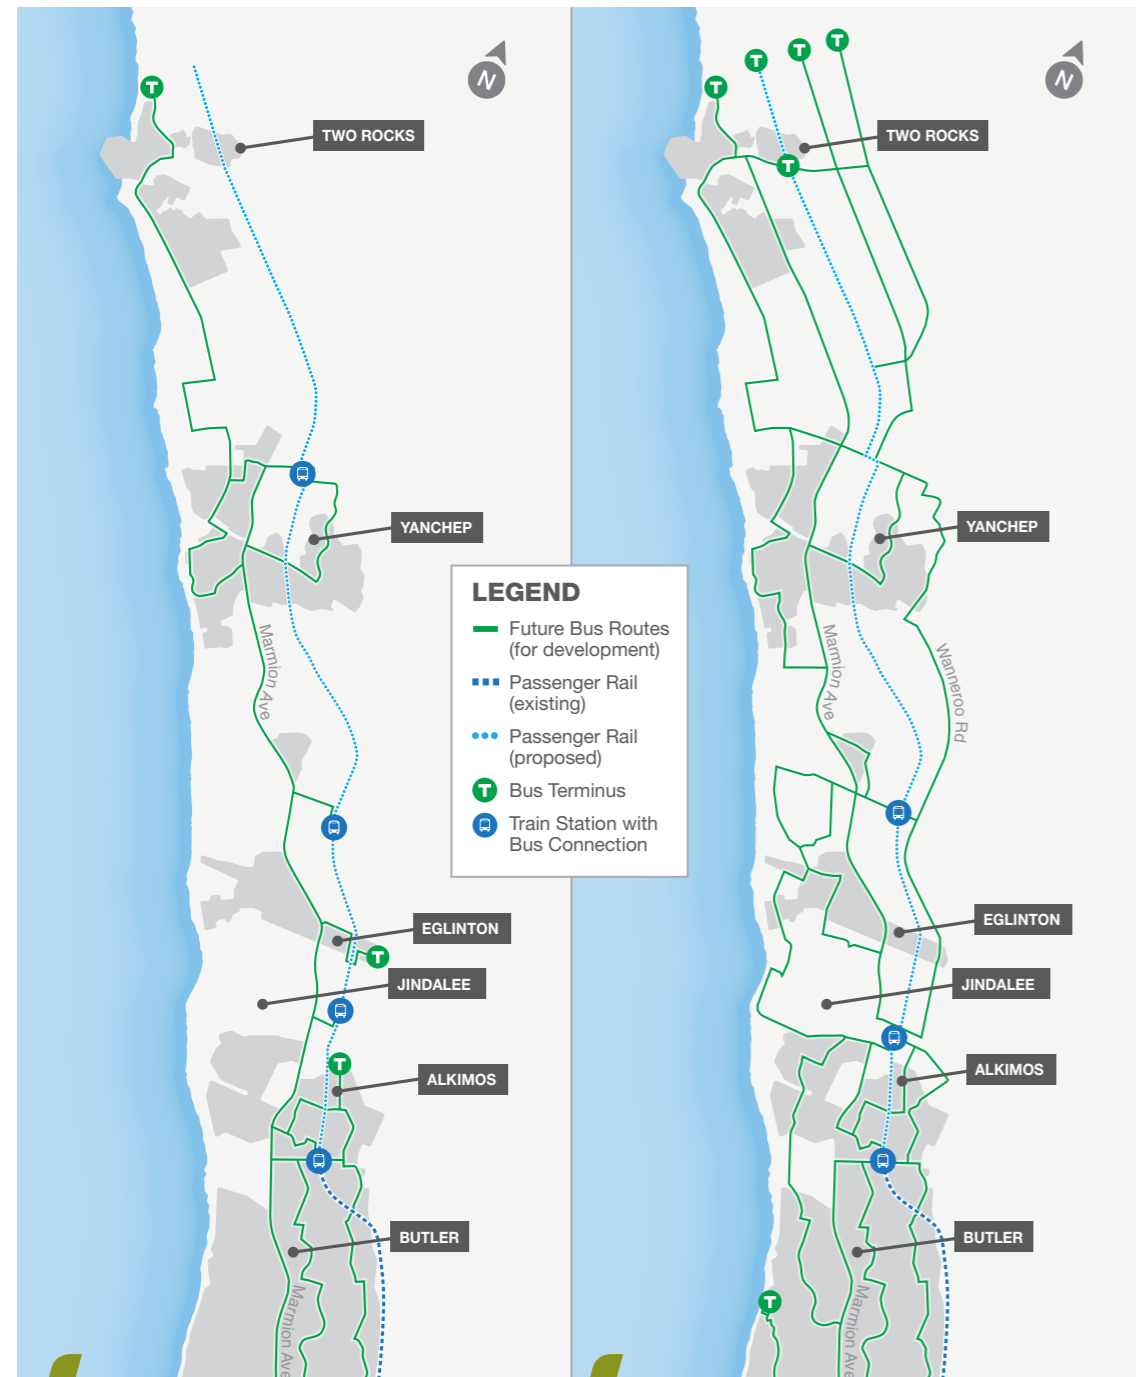 N
T
TWO ROCKS
YANCHEP
Marmion Ave
EGLINTON
T
JINDALEE
T
ALKIMOS
BUTLER
Marmion Ave
LEGEND
Future Bus Routes
(for development)
Passenger Rail
(existing)
Passenger Rail
(proposed)
T Bus Terminus
Train Station with
Bus Connection
N
T
T
T
T
TWO ROCKS
T
YANCHEP
Marmion Ave
Wanneroo Rd
EGLINTON
JINDALEE
ALKIMOS
BUTLER
T
Marmion Ave